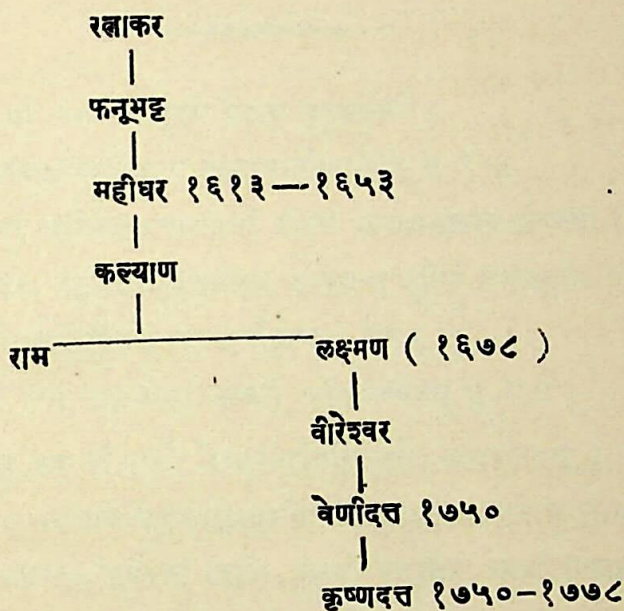 रत्नाकर
फनूभट्ट
महीधर १६१३—-१६५३
कल्याण
राम लक्ष्मण ( १६७८ )
वीरेश्वर
वेणीदत्त १७५०
कृष्णदत्त १७५०-१७७८